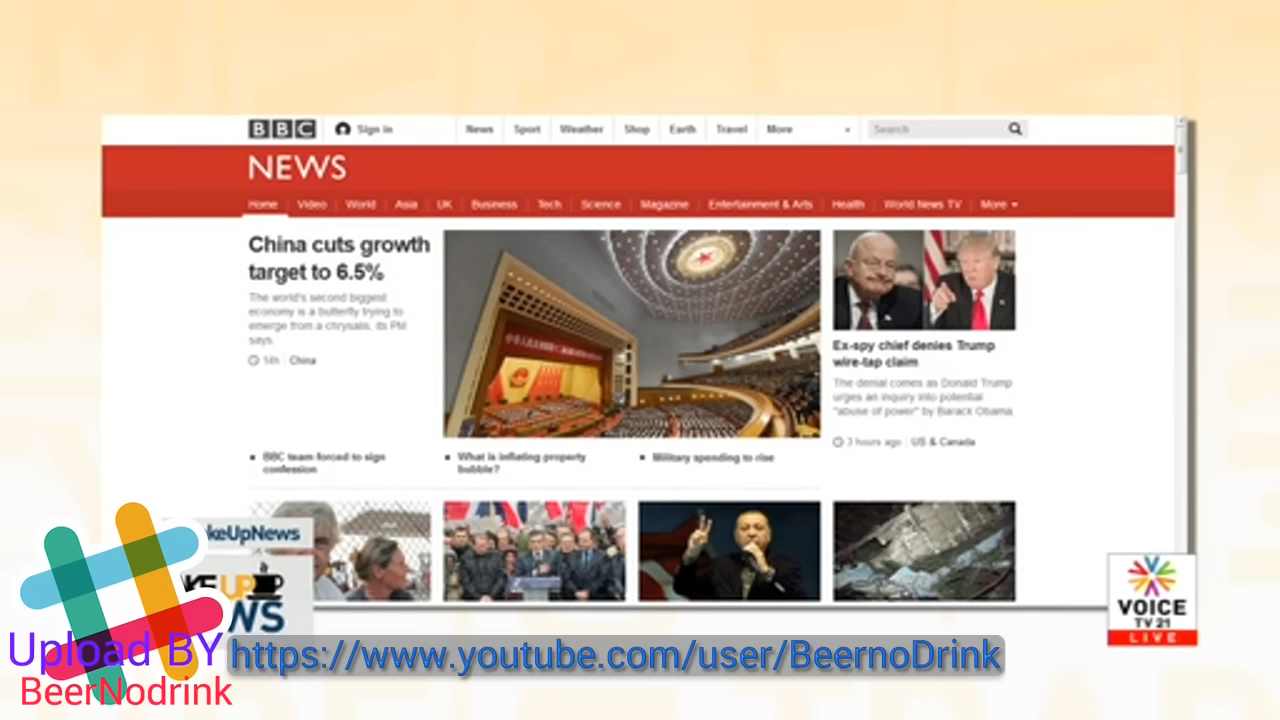 BBC Sign in News Sport Weather Shop Earth Travel More Search
NEWS
Home Video World Asia UK Business Tech Science Magazine Entertainment & Arts Health World News TV More
China cuts growth
target to 6.5%
The world's second biggest
economy is a butterfly trying to
emerge from a chrysalis, its PM
says.
14h China
BBC team forced to sign
confession
What is inflating property
bubble?
Military spending to rise
Ex-spy chief denies Trump
wire-tap claim
The denial comes as Donald Trump
urges an inquiry into potential
"abuse of power" by Barack Obama.
3 hours ago US & Canada
keUpNews
KE UP
WS
VOICE
TV 21
LIVE
Upload BY https://www.youtube.com/user/BeernoDrink
BeerNodrink